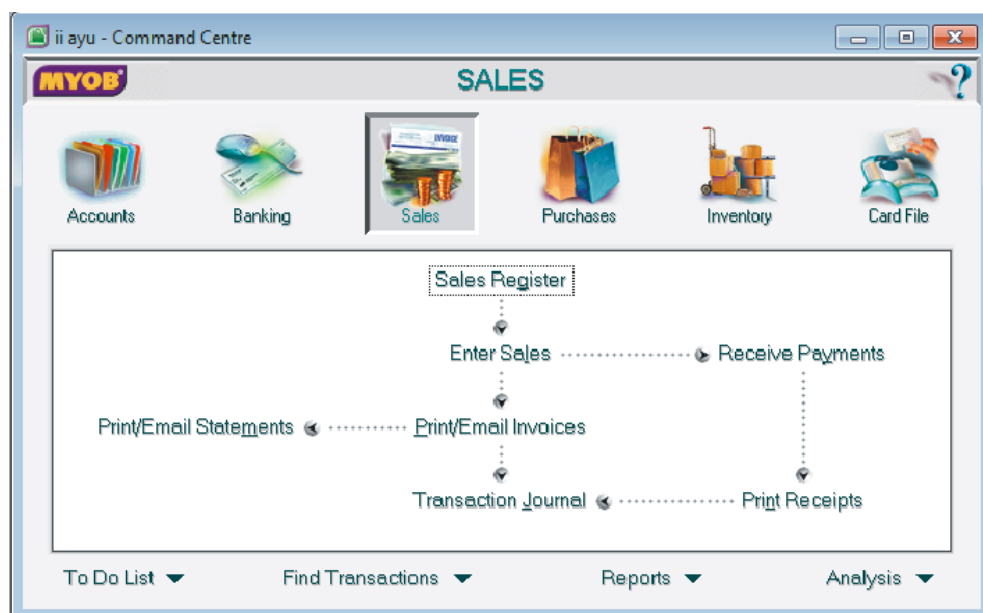 ii ayu - Command Centre
MYOB
SALES
?
INVOICE
Accounts Banking Sales Purchases Inventory Card File
Sales Register
Enter Sales Receive Payments
Print/Email Statements Print/Email Invoices
Transaction Journal Print Receipts
To Do List Find Transactions Reports Analysis